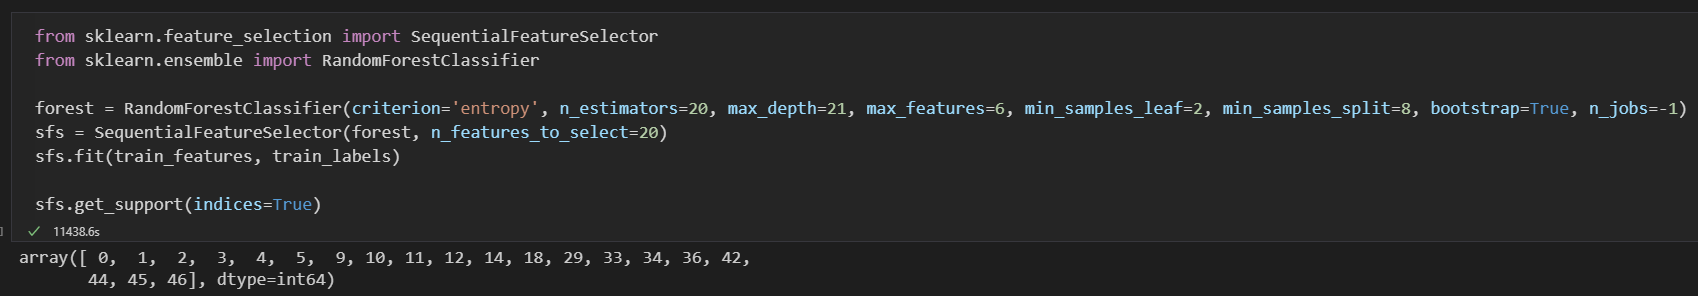 from sklearn.feature_selection import SequentialFeatureSelector
from sklearn.ensemble import RandomForestClassifier
forest = RandomForestClassifier(criterion='entropy', n_estimators=20, max_depth=21, max_features=6, min_samples_leaf=2, min_samples_split=8, bootstrap=True, n_jobs=-1)
sfs = SequentialFeatureSelector(forest, n_features_to_select=20)
sfs.fit(train_features, train_labels)
sfs.get_support(indices=True)
] ✓ 11438.6s
array([ 0,  1,  2,  3,  4,  5,  9, 10, 11, 12, 14, 18, 29, 33, 34, 36, 42,
       44, 45, 46], dtype=int64)